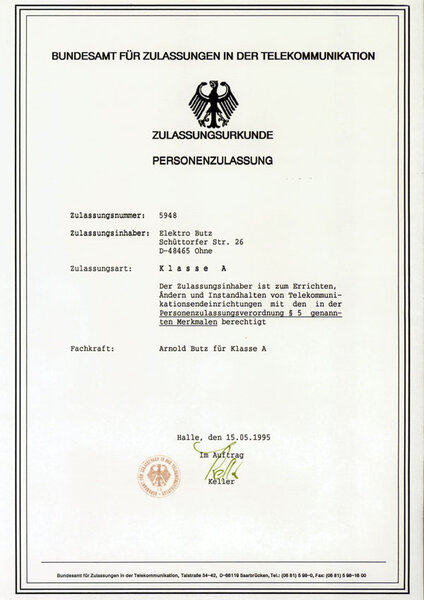 BUNDESAMT FÜR ZULASSUNGEN IN DER TELEKOMMUNIKATION
ZULASSUNGSURKUNDE
PERSONENZULASSUNG
Zulassungsnummer: 5948
Zulassungsinhaber: Elektro Butz
Schüttorfer Str. 26
D-48465 Ohne
Zulassungsart: Klasse A
Der Zulassungsinhaber ist zum Errichten,
Ändern und Instandhalten von Telekommuni-
kationsendeinrichtungen mit den in der
Personenzulassungsverordnung § 5 genann-
ten Merkmalen berechtigt
Fachkraft: Arnold Butz für Klasse A
Halle, den 15.05.1995
Im Auftrag
Keller
Bundesamt für Zulassungen in der Telekommunikation, Talstraße 34-42, D-66119 Saarbrücken, Tel.: (06 81) 5 98-0, Fax: (06 81) 5 98-16 00